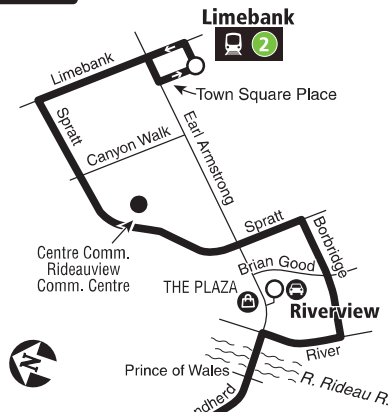 Limebank
2
Limebank
Town Square Place
Spratt
Canyon Walk
Earl Armstrong
Centre Comm.
Rideauview
Comm. Centre
Spratt
Borbridge
Brian Good
THE PLAZA
Riverview
N
River
Prince of Wales
R. Rideau R.
ndherd